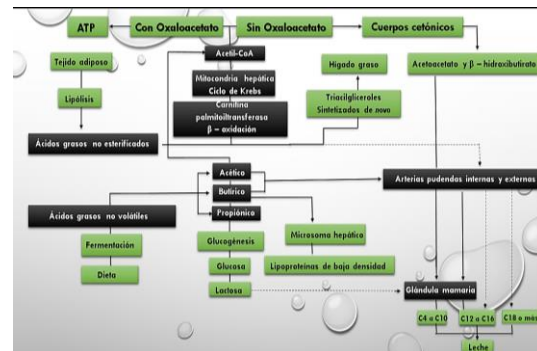 ATP
Con Oxaloacetato
Sin Oxaloacetato
Cuerpos cetónicos
Acetil-CoA
Tejido adiposo
Hígado graso
Acetoacetato y β – hidroxibutirato
Mitocondria hepática
Ciclo de Krebs
Lipólisis
Triacilgliceroles
Sintetizados de novo
Carnitina
palmitoiltransferasa
β – oxidación
Ácidos grasos no esterificados
Acético
Butírico
Propiónico
Arterias pudendas internas y externas
Ácidos grasos no volátiles
Fermentación
Dieta
Glucogénesis
Glucosa
Lactosa
Microsoma hepática
Lipoproteínas de baja densidad
Glándula mamaria
C4 a C10
C12 a C16
C18 o más
Leche